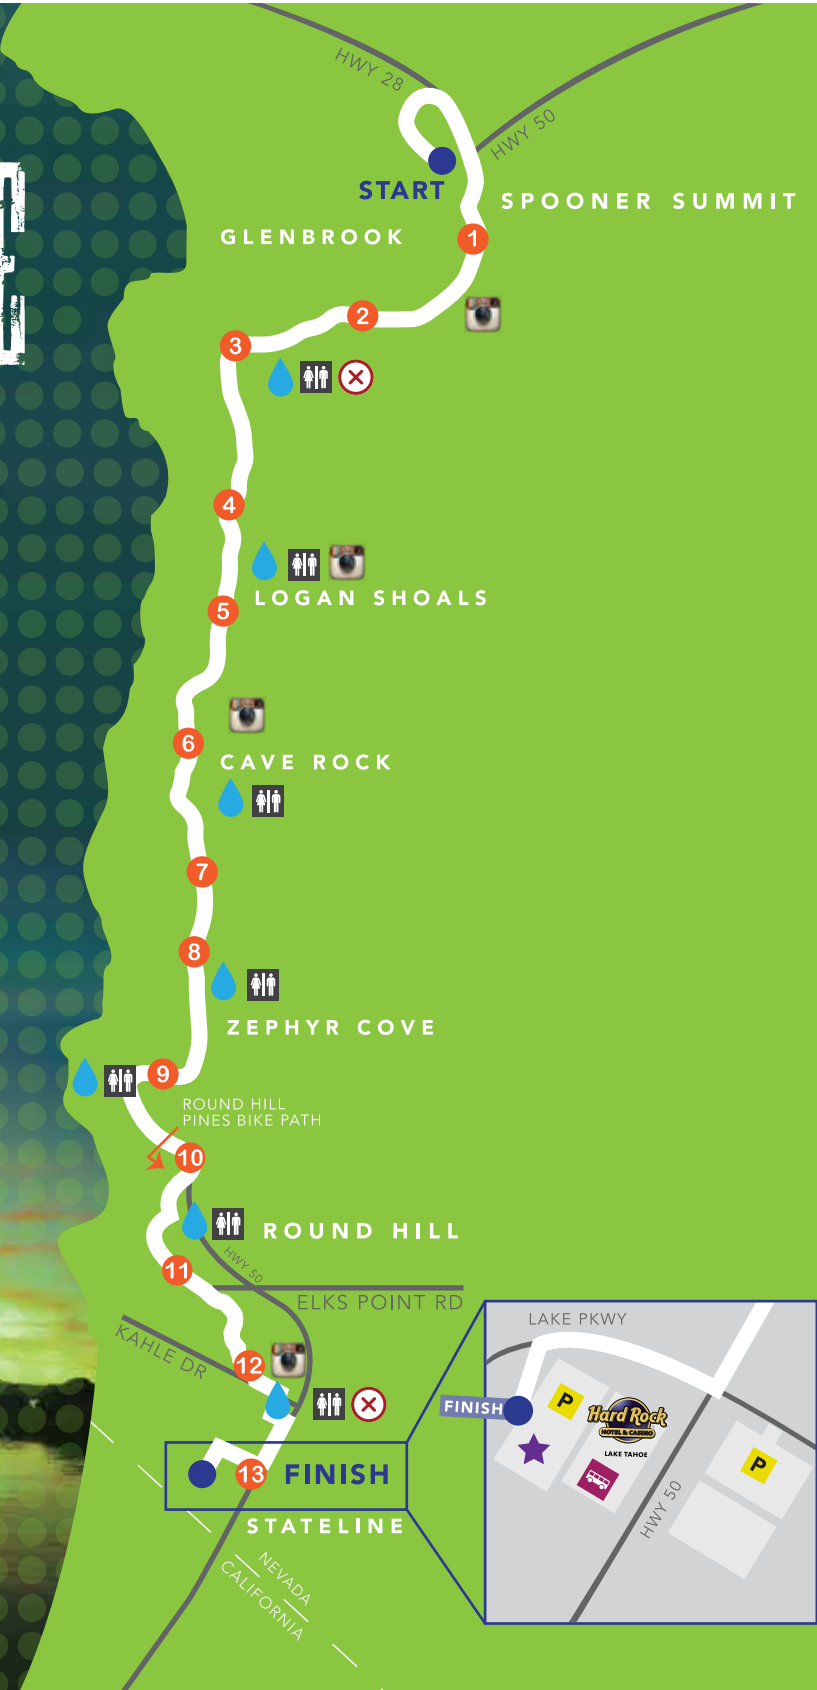 HWY 28
HWY 50
START
SPOONER SUMMIT
GLENBROOK
1
2
3
4
LOGAN SHOALS
5
6
CAVE ROCK
7
8
ZEPHYR COVE
9
ROUND HILL
PINES BIKE PATH
10
ROUND HILL
11
HWY 50
ELKS POINT RD
KAHLE DR
12
13
FINISH
STATELINE
NEVADA
CALIFORNIA
LAKE PKWY
FINISH
P
Hard Rock
HOTEL & CASINO
LAKE TAHOE
P
HWY 50